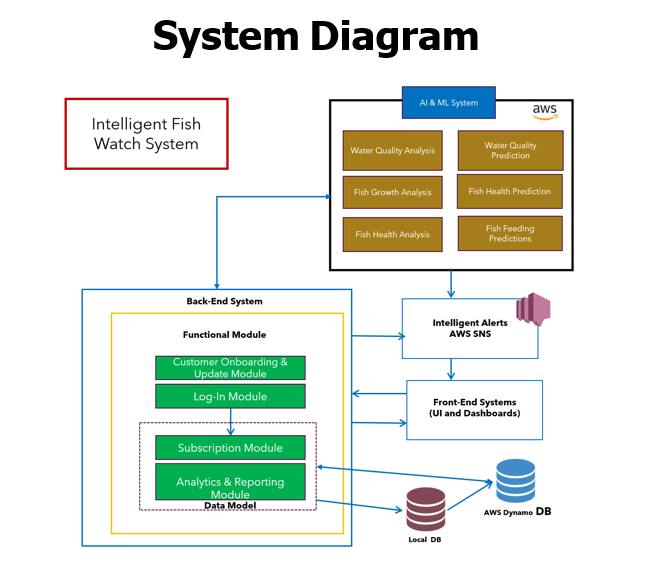 System Diagram
Intelligent Fish
Watch System
AI & ML System
aws
Water Quality Analysis
Water Quality
Prediction
Fish Growth Analysis
Fish Health Prediction
Fish Health Analysis
Fish Feeding
Predictions
Back-End System
Functional Module
Customer Onboarding &
Update Module
Log-In Module
Subscription Module
Analytics & Reporting
Module
Data Model
Intelligent Alerts
AWS SNS
Front-End Systems
(UI and Dashboards)
Local DB
AWS Dynamo DB